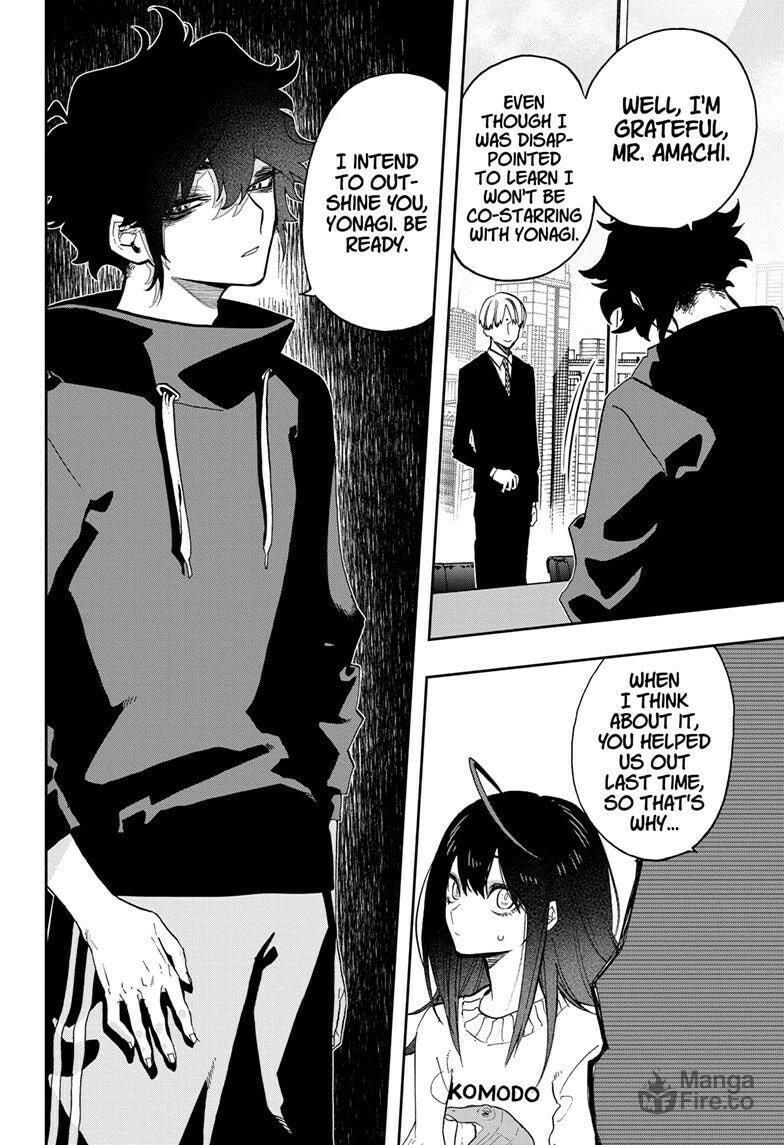 WELL, I'M
GRATEFUL,
MR. AMACHI.
EVEN
THOUGH I
WAS DISAP-
POINTED
TO LEARN I
WON'T BE
CO-STARRING
WITH YONAGI.
WHEN
I THINK
ABOUT IT,
YOU HELPED
US OUT
LAST TIME,
SO THAT'S
WHY...
KOMODO
I INTEND
TO OUT-
SHINE YOU,
YONAGI. BE
READY.
Manga
Fire.to